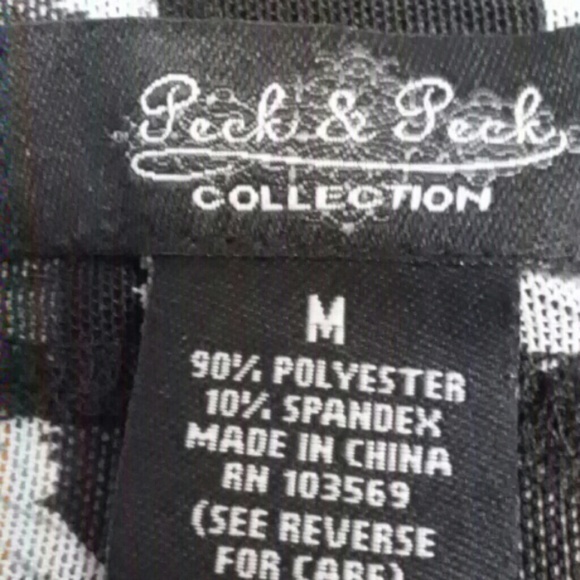 Peck & Peck
COLLECTION
M
90% POLYESTER
10% SPANDEX
MADE IN CHINA
RN 103569
(SEE REVERSE
FOR CARE)